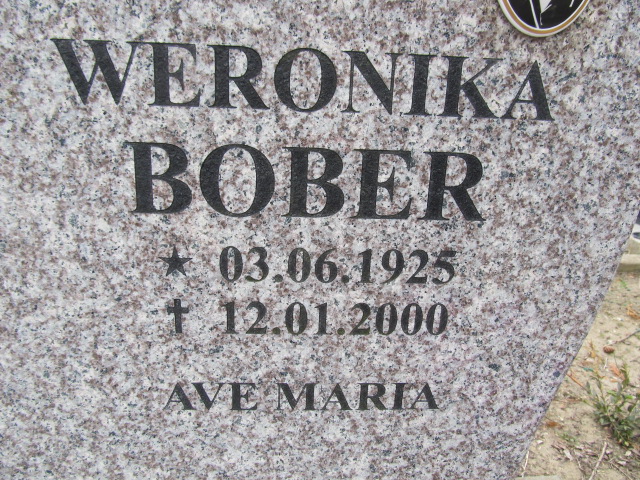 WERONIKA
BOBER
★ 03.06.1925
✝ 12.01.2000
AVE MARIA